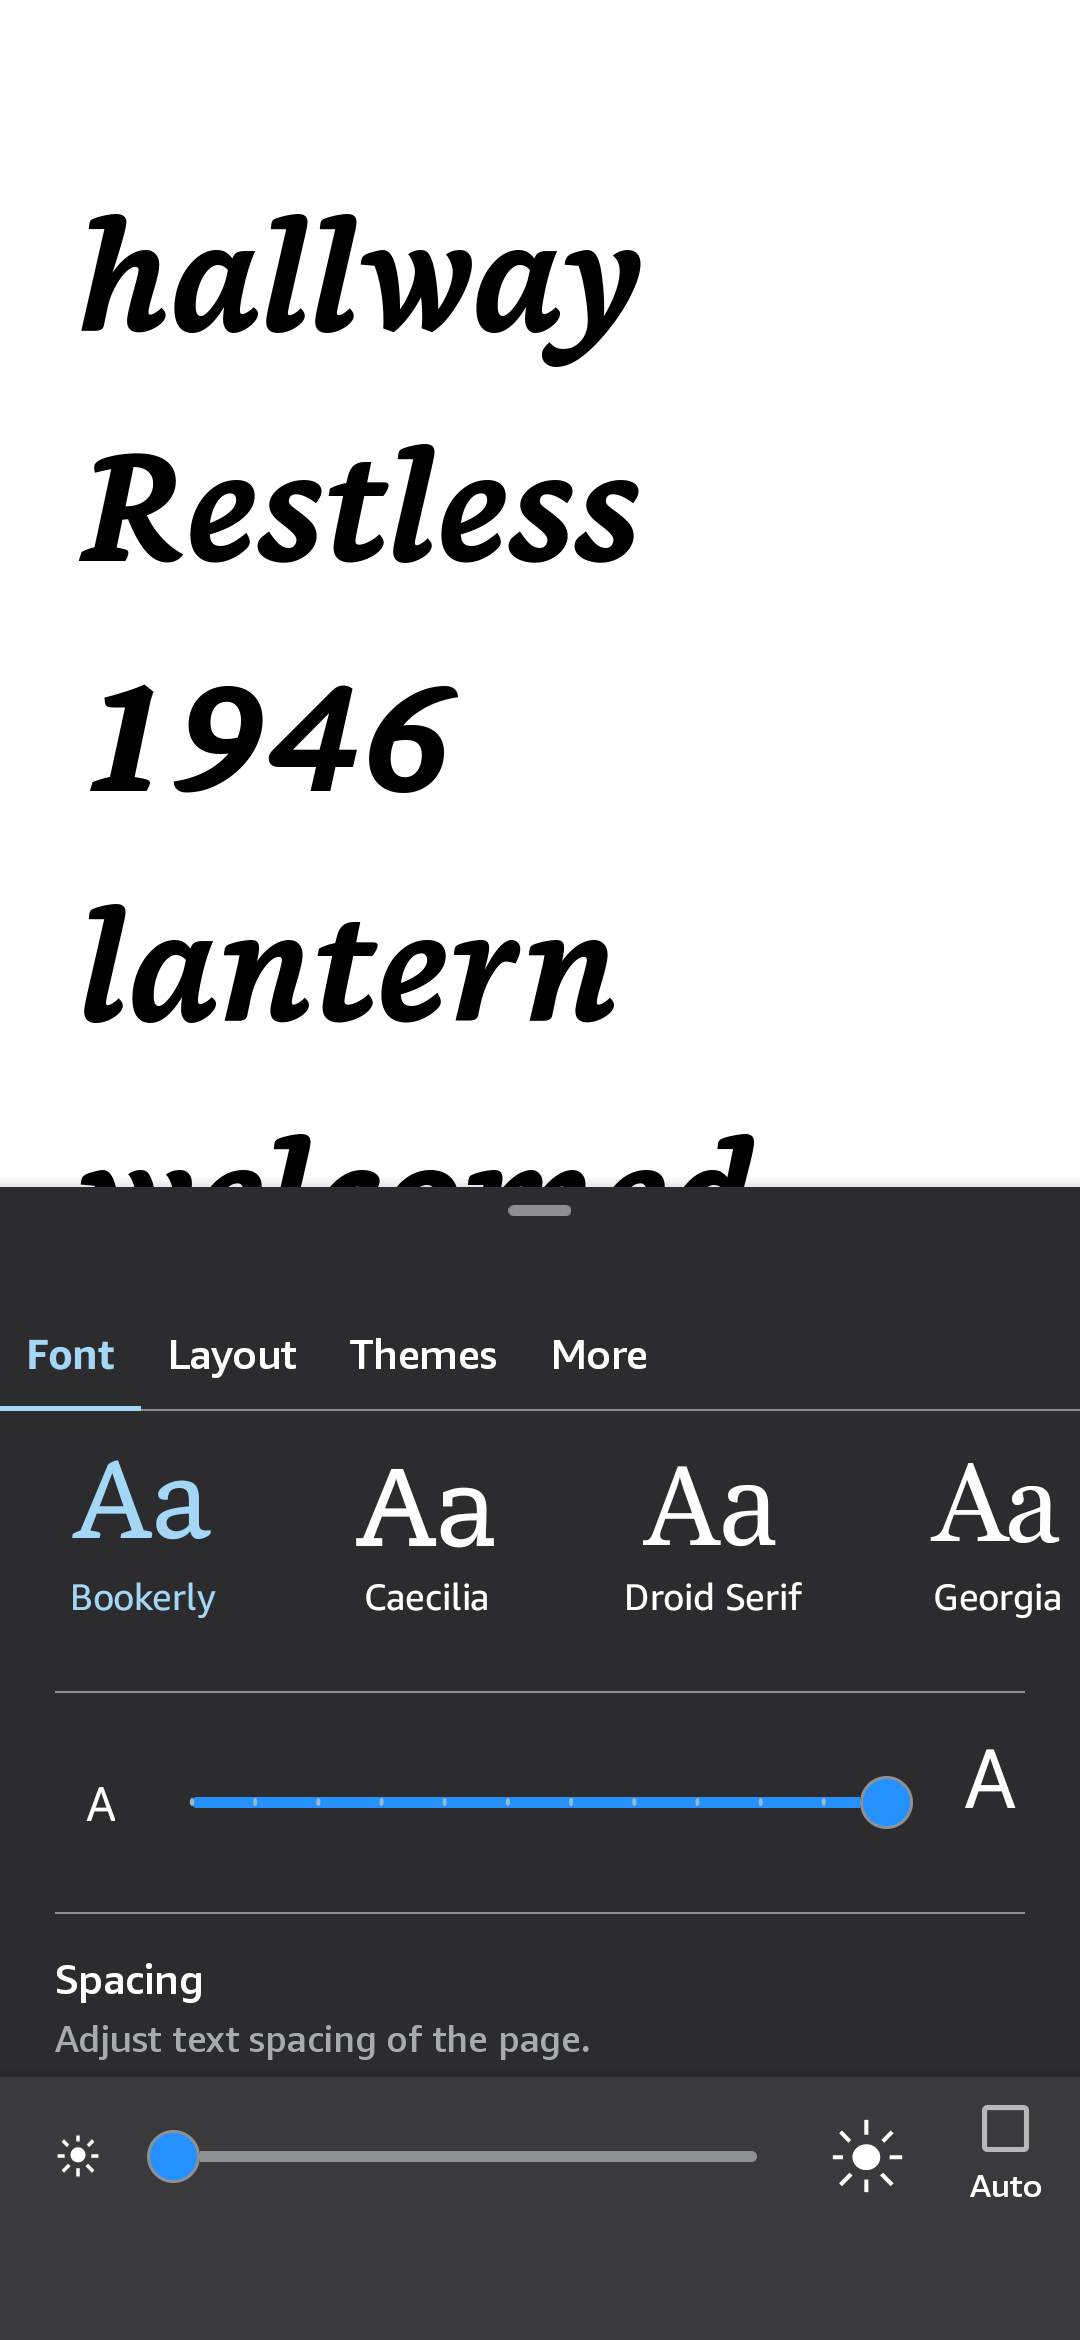 hallway
Restless
1946
lantern
welcomed
Font Layout Themes More
Aa Aa Aa Aa
Bookerly Caecilia Droid Serif Georgia
A A
Spacing
Adjust text spacing of the page.
Auto